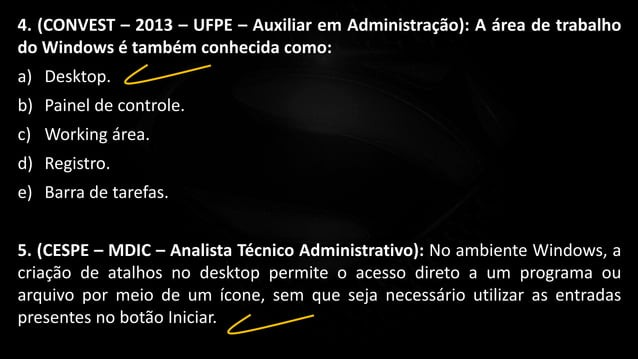 4. (CONVEST – 2013 – UFPE – Auxiliar em Administração): A área de trabalho
do Windows é também conhecida como:
a) Desktop.
b) Painel de controle.
c) Working área.
d) Registro.
e) Barra de tarefas.
5. (CESPE – MDIC – Analista Técnico Administrativo): No ambiente Windows, a
criação de atalhos no desktop permite o acesso direto a um programa ou
arquivo por meio de um ícone, sem que seja necessário utilizar as entradas
presentes no botão Iniciar.